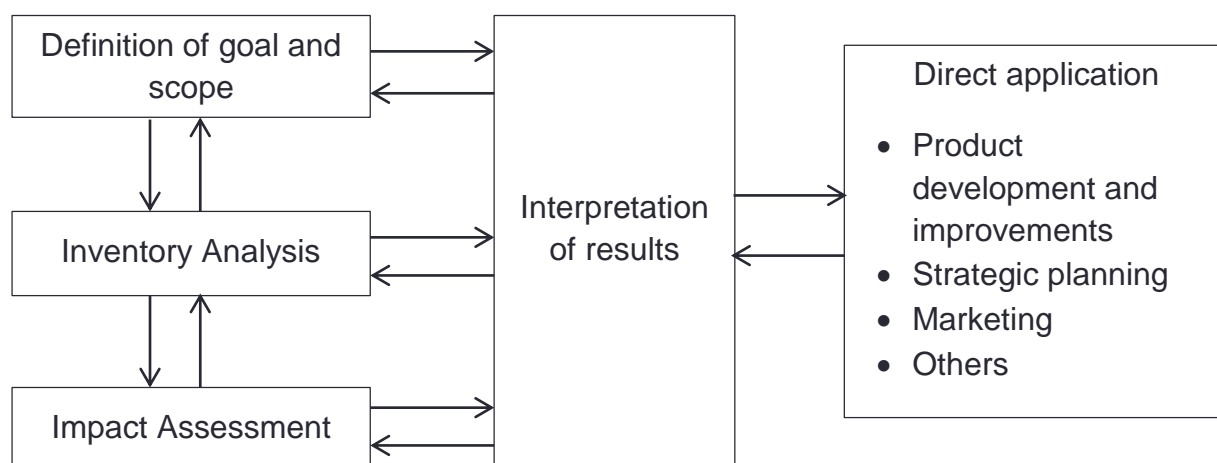 Definition of goal and
scope
Inventory Analysis
Impact Assessment
Interpretation
of results
Direct application
• Product
development and
improvements
• Strategic planning
• Marketing
• Others